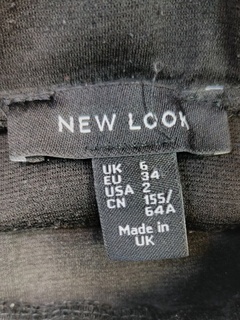 NEW LOOK
UK 6
EU 34
USA 2
CN 155/
64A
Made in
UK